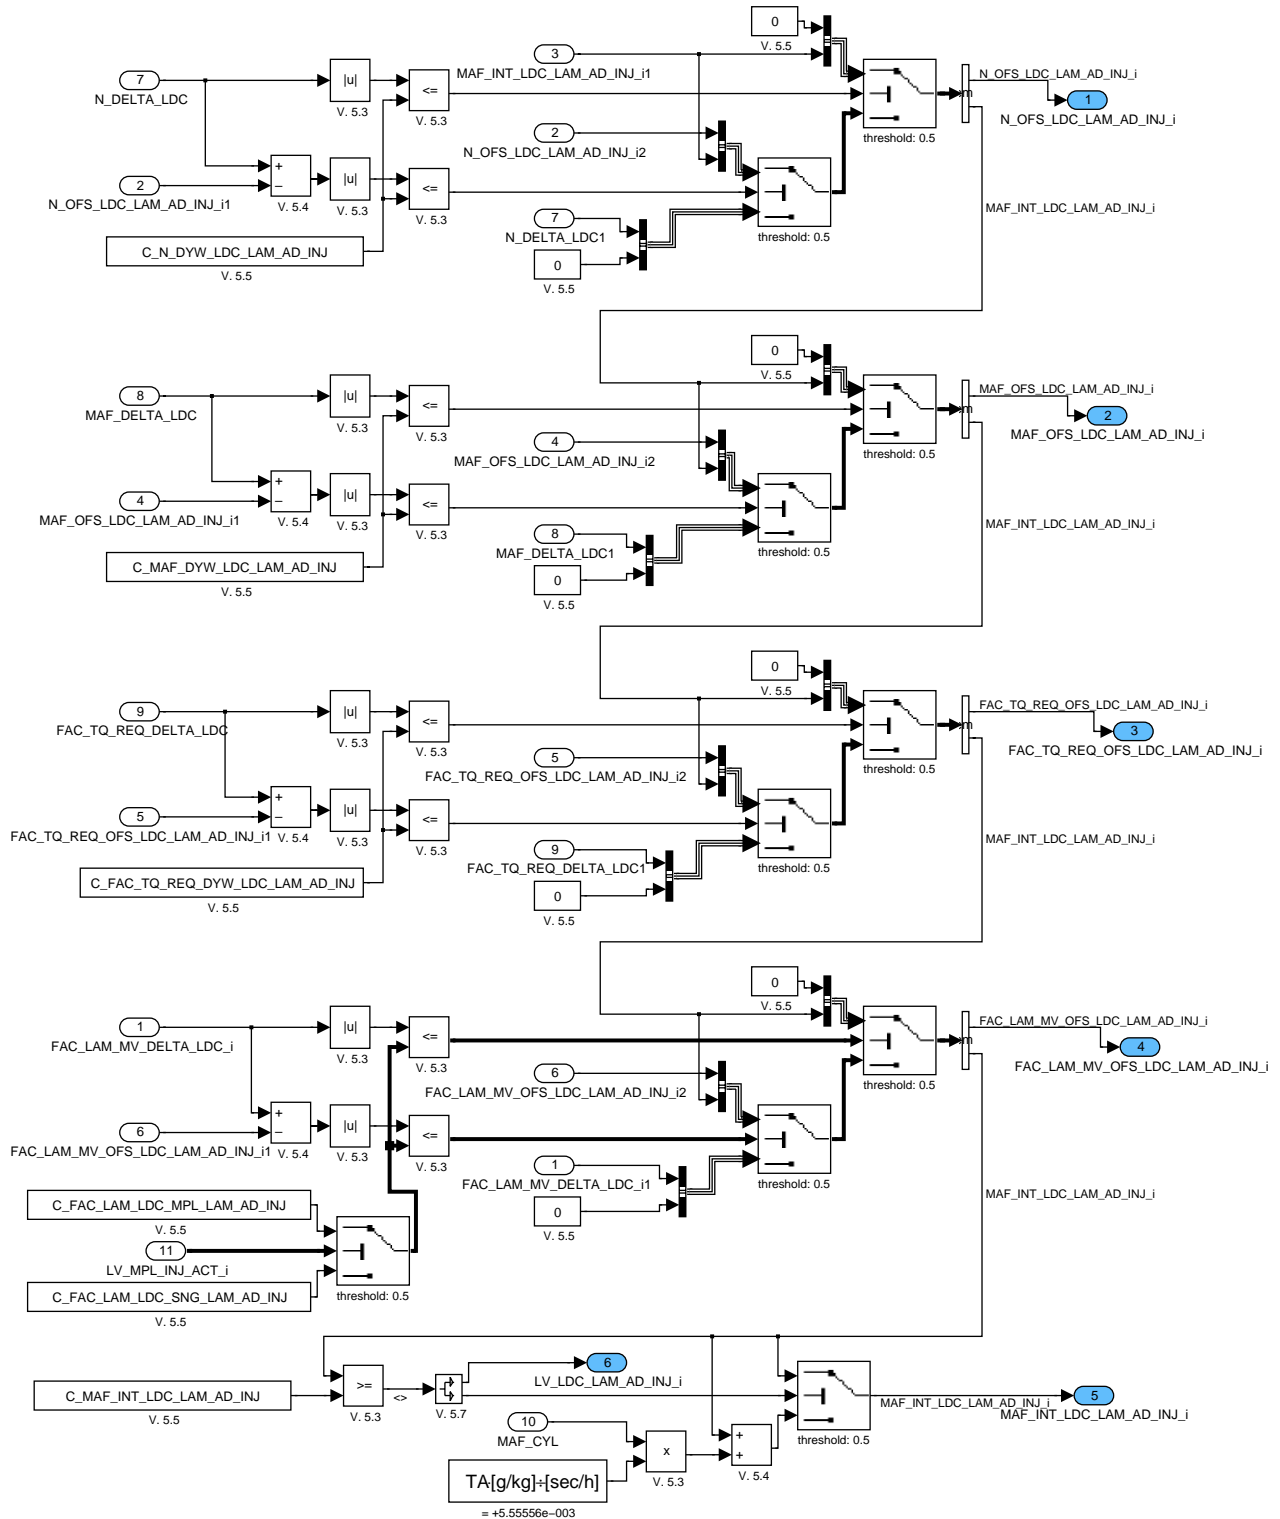 0
V. 5.5
3
MAF_INT_LDC_LAM_AD_INJ_i1
7
N_DELTA_LDC
|u|
V. 5.3
<=
V. 5.3
threshold: 0.5
m
N_OFS_LDC_LAM_AD_INJ_i
1
N_OFS_LDC_LAM_AD_INJ_i
2
N_OFS_LDC_LAM_AD_INJ_i2
2
N_OFS_LDC_LAM_AD_INJ_i1
+
−
V. 5.4
|u|
V. 5.3
<=
V. 5.3
7
N_DELTA_LDC1
threshold: 0.5
MAF_INT_LDC_LAM_AD_INJ_i
C_N_DYW_LDC_LAM_AD_INJ
V. 5.5
0
V. 5.5
0
V. 5.5
8
MAF_DELTA_LDC
|u|
V. 5.3
<=
V. 5.3
threshold: 0.5
m
MAF_OFS_LDC_LAM_AD_INJ_i
2
MAF_OFS_LDC_LAM_AD_INJ_i
4
MAF_OFS_LDC_LAM_AD_INJ_i2
4
MAF_OFS_LDC_LAM_AD_INJ_i1
+
−
V. 5.4
|u|
V. 5.3
<=
V. 5.3
8
MAF_DELTA_LDC1
threshold: 0.5
MAF_INT_LDC_LAM_AD_INJ_i
C_MAF_DYW_LDC_LAM_AD_INJ
V. 5.5
0
V. 5.5
0
V. 5.5
9
FAC_TQ_REQ_DELTA_LDC
|u|
V. 5.3
<=
V. 5.3
threshold: 0.5
m
FAC_TQ_REQ_OFS_LDC_LAM_AD_INJ_i
3
FAC_TQ_REQ_OFS_LDC_LAM_AD_INJ_i
5
FAC_TQ_REQ_OFS_LDC_LAM_AD_INJ_i2
5
FAC_TQ_REQ_OFS_LDC_LAM_AD_INJ_i1
+
−
V. 5.4
|u|
V. 5.3
<=
V. 5.3
9
FAC_TQ_REQ_DELTA_LDC1
threshold: 0.5
MAF_INT_LDC_LAM_AD_INJ_i
C_FAC_TQ_REQ_DYW_LDC_LAM_AD_INJ
V. 5.5
0
V. 5.5
0
V. 5.5
1
FAC_LAM_MV_DELTA_LDC_i
|u|
V. 5.3
<=
V. 5.3
threshold: 0.5
m
FAC_LAM_MV_OFS_LDC_LAM_AD_INJ_i
4
FAC_LAM_MV_OFS_LDC_LAM_AD_INJ_i
6
FAC_LAM_MV_OFS_LDC_LAM_AD_INJ_i2
6
FAC_LAM_MV_OFS_LDC_LAM_AD_INJ_i1
+
−
V. 5.4
|u|
V. 5.3
<=
V. 5.3
1
FAC_LAM_MV_DELTA_LDC_i1
threshold: 0.5
MAF_INT_LDC_LAM_AD_INJ_i
0
V. 5.5
C_FAC_LAM_LDC_MPL_LAM_AD_INJ
V. 5.5
11
LV_MPL_INJ_ACT_i
C_FAC_LAM_LDC_SNG_LAM_AD_INJ
V. 5.5
threshold: 0.5
C_MAF_INT_LDC_LAM_AD_INJ
V. 5.5
>=
V. 5.3
<>
V. 5.7
6
LV_LDC_LAM_AD_INJ_i
10
MAF_CYL
TA[g/kg]÷[sec/h]
= +5.55556e−003
x
V. 5.3
+
+
V. 5.4
threshold: 0.5
MAF_INT_LDC_LAM_AD_INJ_i
5
MAF_INT_LDC_LAM_AD_INJ_i